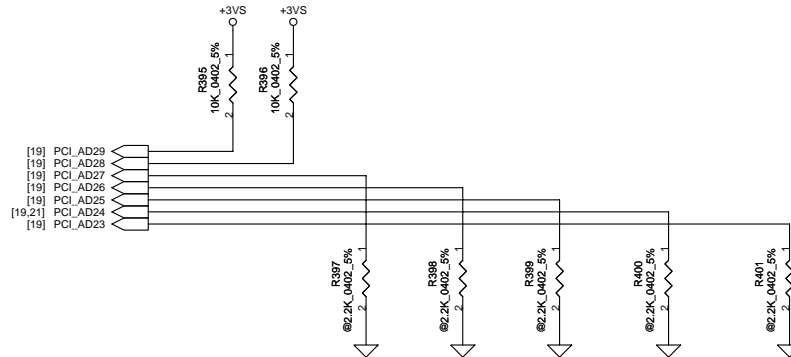 +3VS +3VS
1 1
R395 10K_0402_5%
R396 10K_0402_5%
2 2
[19] PCI_AD29
[19] PCI_AD28
[19] PCI_AD27
[19] PCI_AD26
[19] PCI_AD25
[19,21] PCI_AD24
[19] PCI_AD23
1 1 1 1 1
R397 @2.2K_0402_5%
R398 @2.2K_0402_5%
R399 @2.2K_0402_5%
R400 @2.2K_0402_5%
R401 @2.2K_0402_5%
2 2 2 2 2